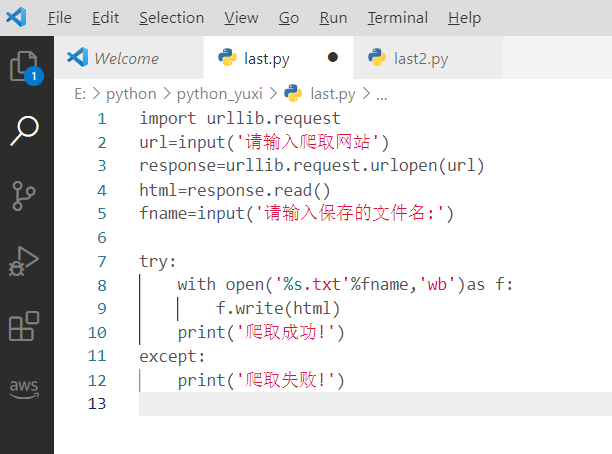 File Edit Selection View Go Run Terminal Help
Welcome last.py last2.py
1
E: > python > python_yuxi > last.py > ...
1 import urllib.request
2 url=input('请输入爬取网站')
3 response=urllib.request.urlopen(url)
4 html=response.read()
5 fname=input('请输入保存的文件名:')
6
7 try:
8 with open('%s.txt'%fname,'wb')as f:
9 f.write(html)
10 print('爬取成功!')
11 except:
12 print('爬取失败!')
13
aws